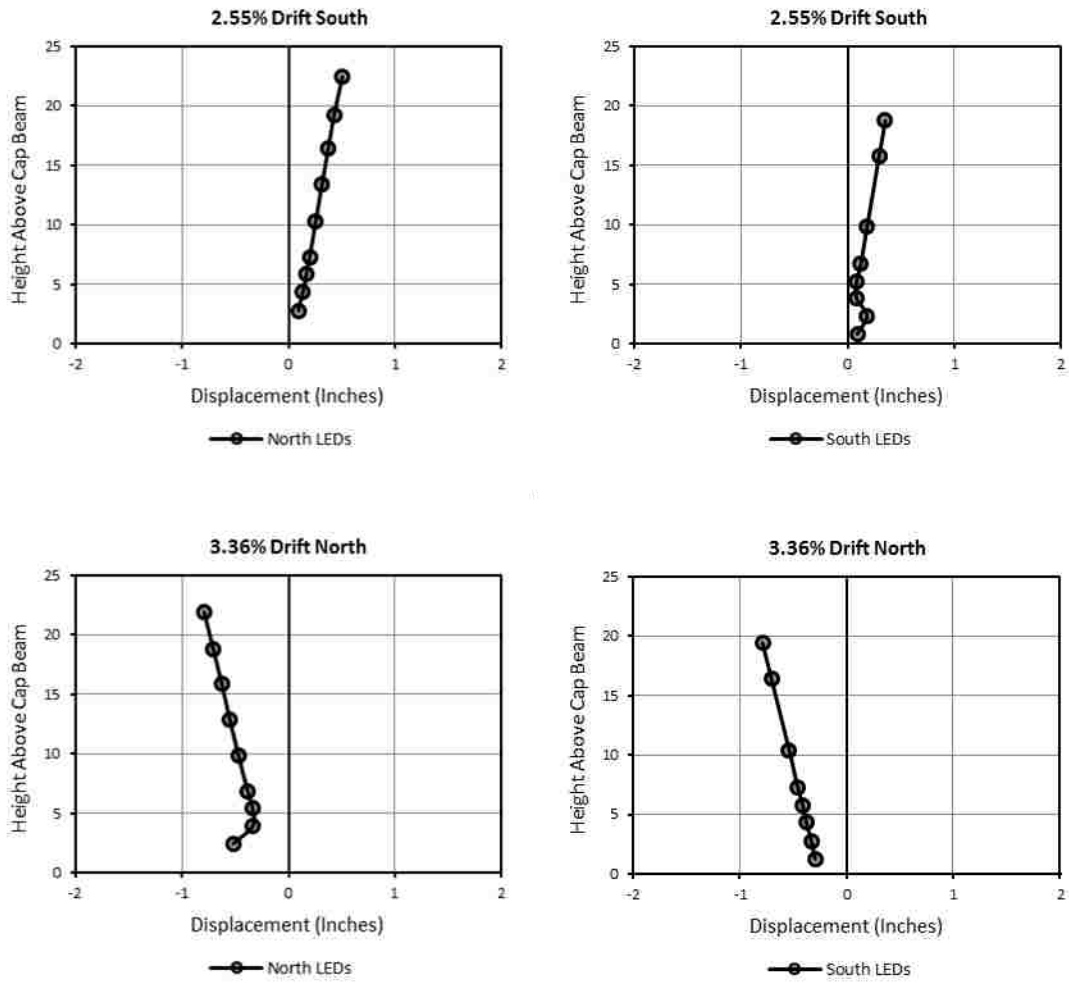 2.55% Drift South
25
20
15
10
5
0
Height Above Cap Beam
-2 -1 0 1 2
Displacement (Inches)
North LEDs
2.55% Drift South
25
20
15
10
5
0
Height Above Cap Beam
-2 -1 0 1 2
Displacement (Inches)
South LEDs
3.36% Drift North
25
20
15
10
5
0
Height Above Cap Beam
-2 -1 0 1 2
Displacement (Inches)
North LEDs
3.36% Drift North
25
20
15
10
5
0
Height Above Cap Beam
-2 -1 0 1 2
Displacement (Inches)
South LEDs